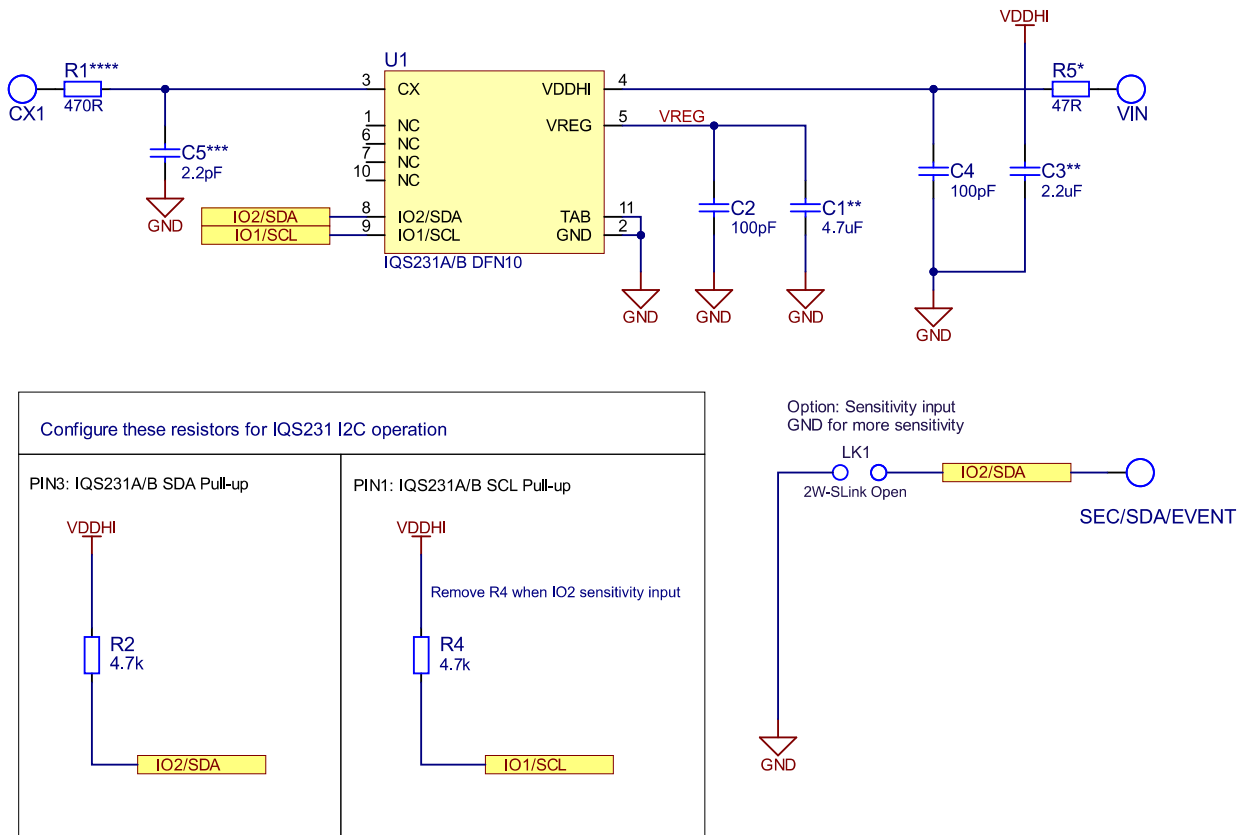 VDDHI
U1
R1****
470R
CX1
3
CX
VDDHI
4
R5*
47R
VIN
1
NC
VREG
5
VREG
6
NC
7
NC
10
NC
C5***
2.2pF
GND
C4
100pF
C3**
2.2uF
IO2/SDA
8
IO2/SDA
TAB
11
C2
100pF
C1**
4.7uF
IO1/SCL
9
IO1/SCL
GND
2
IQS231A/B DFN10
GND
GND
GND
GND
Configure these resistors for IQS231 I2C operation
PIN3: IQS231A/B SDA Pull-up
VDDHI
R2
4.7k
IO2/SDA
PIN1: IQS231A/B SCL Pull-up
VDDHI
Remove R4 when IO2 sensitivity input
R4
4.7k
IO1/SCL
Option: Sensitivity input
GND for more sensitivity
LK1
2W-SLink Open
IO2/SDA
SEC/SDA/EVENT
GND